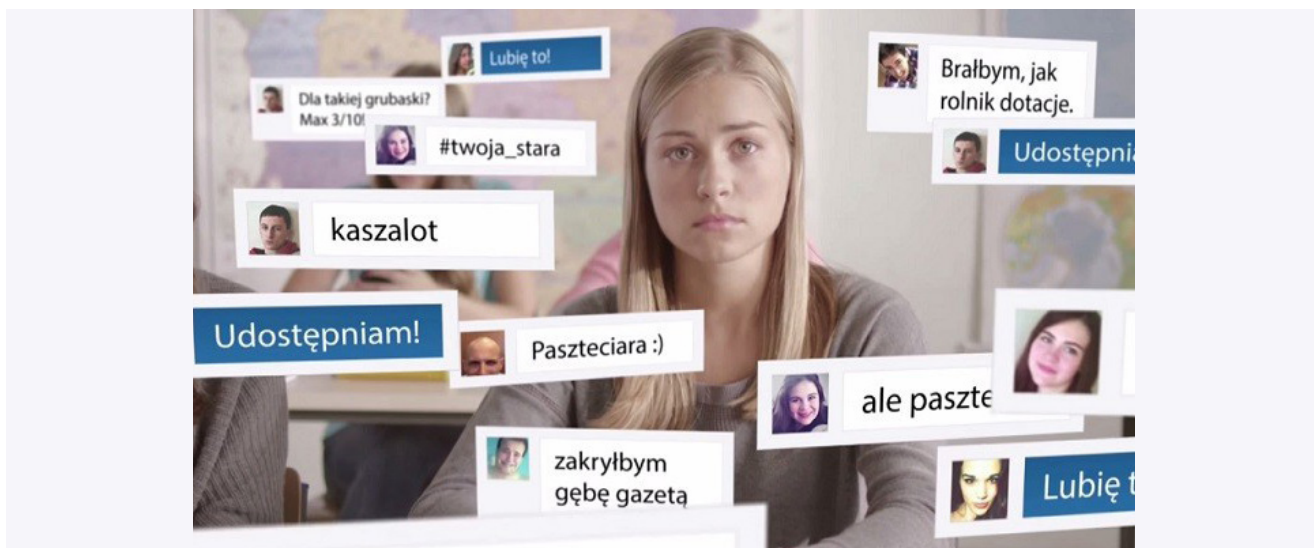 Lubię to!
Brałbym, jak
rolnik dotacje.
Dla takiej grubaski?
Max 3/10!
#twoja_stara
Udostępnia
kaszalot
Udostępniam!
Paszteciara :)
ale paszte
zakryłbym
gębę gazetą
Lubię t